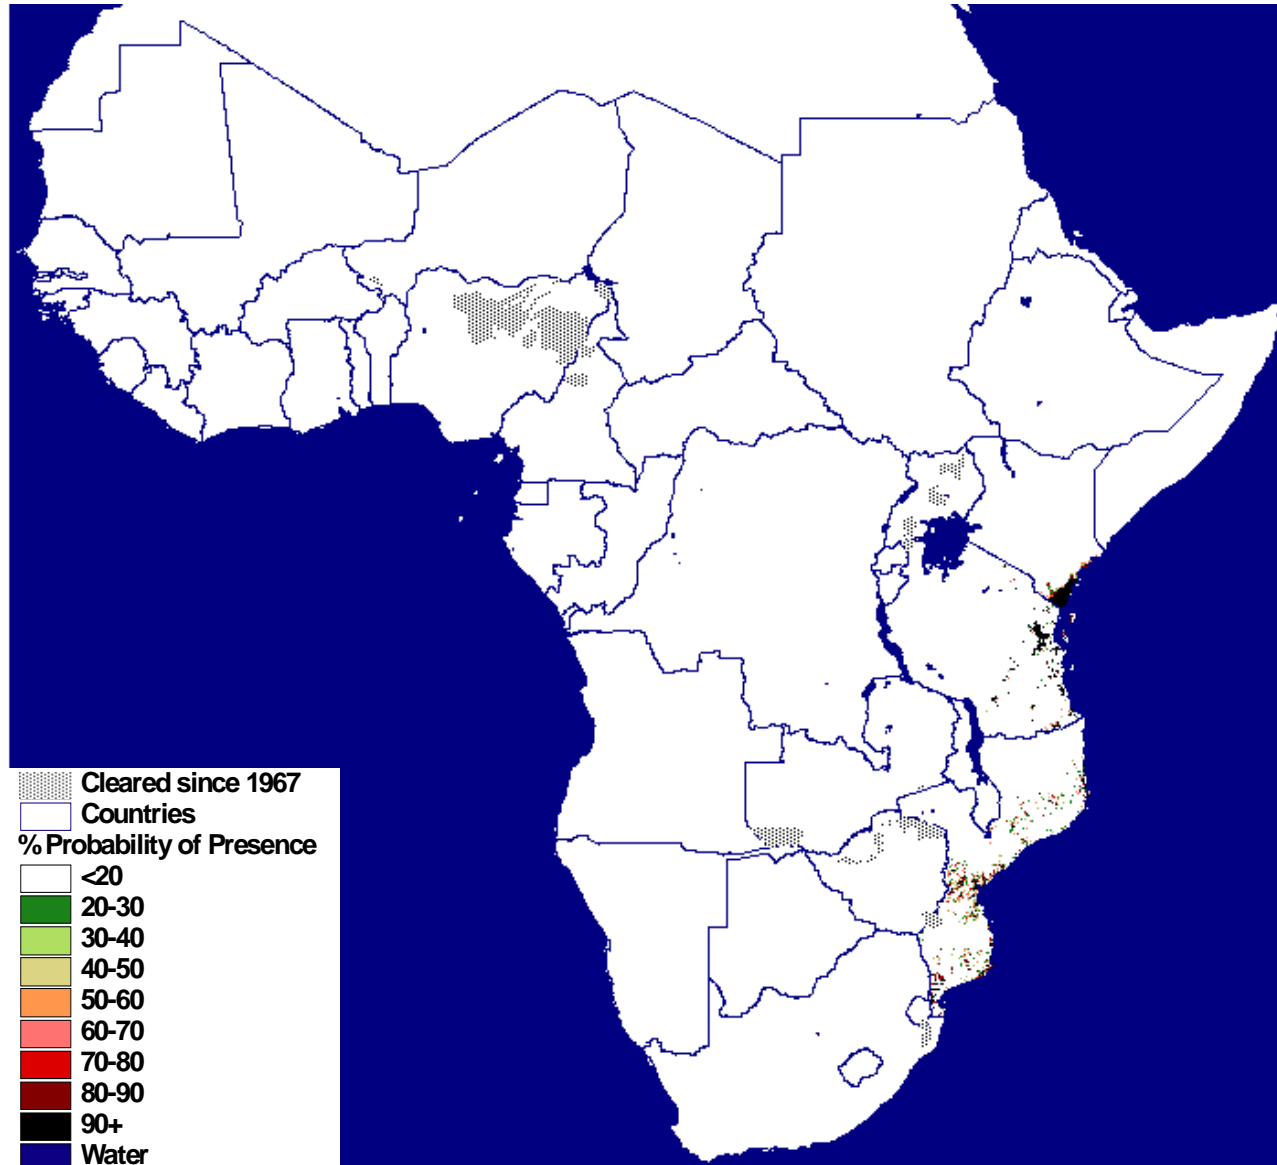 Cleared since 1967
Countries
% Probability of Presence
<20
20-30
30-40
40-50
50-60
60-70
70-80
80-90
90+
Water